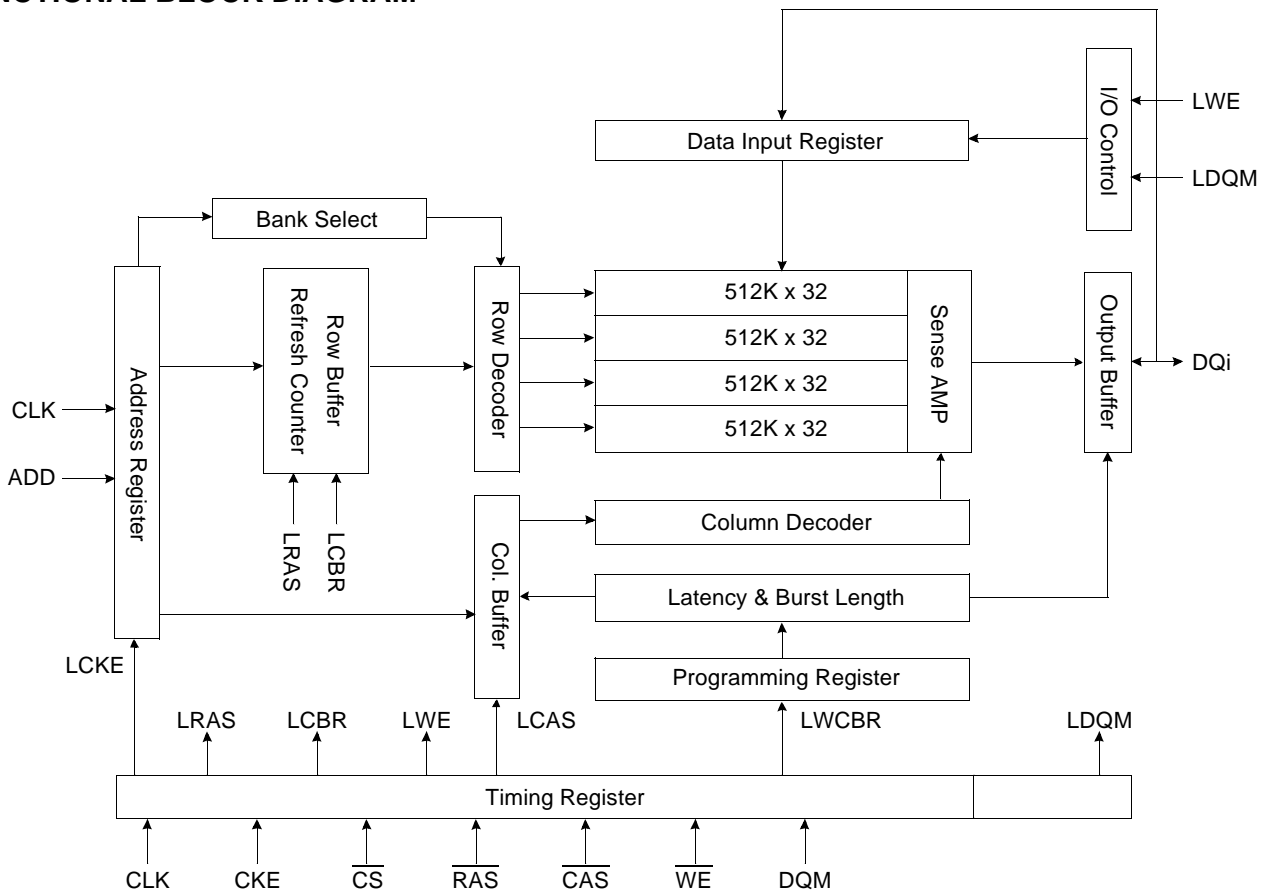 FUNCTIONAL BLOCK DIAGRAM
I/O Control
LWE
LDQM
Data Input Register
Bank Select
Address Register
CLK
ADD
Refresh Counter
Row Buffer
LRAS
LCBR
Row Decoder
512K x 32
512K x 32
512K x 32
512K x 32
Sense AMP
Output Buffer
DQi
Col. Buffer
Column Decoder
Latency & Burst Length
Programming Register
LCKE
LRAS
LCBR
LWE
LCAS
LWCBR
LDQM
Timing Register
CLK
CKE
CS
RAS
CAS
WE
DQM